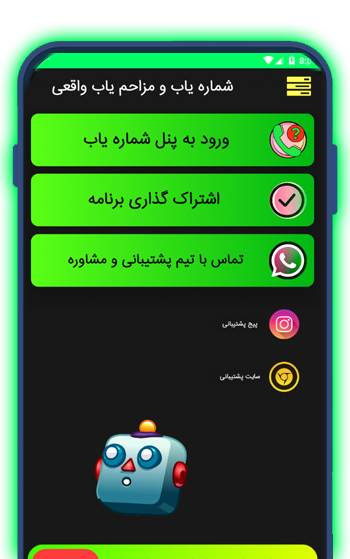 8:0
شماره یاب و مزاحم یاب واقعی
ورود به پنل شماره یاب
اشتراک گذاری برنامه
تماس با تیم پشتیبانی و مشاوره
پیج پشتیبانی
سایت پشتیبانی